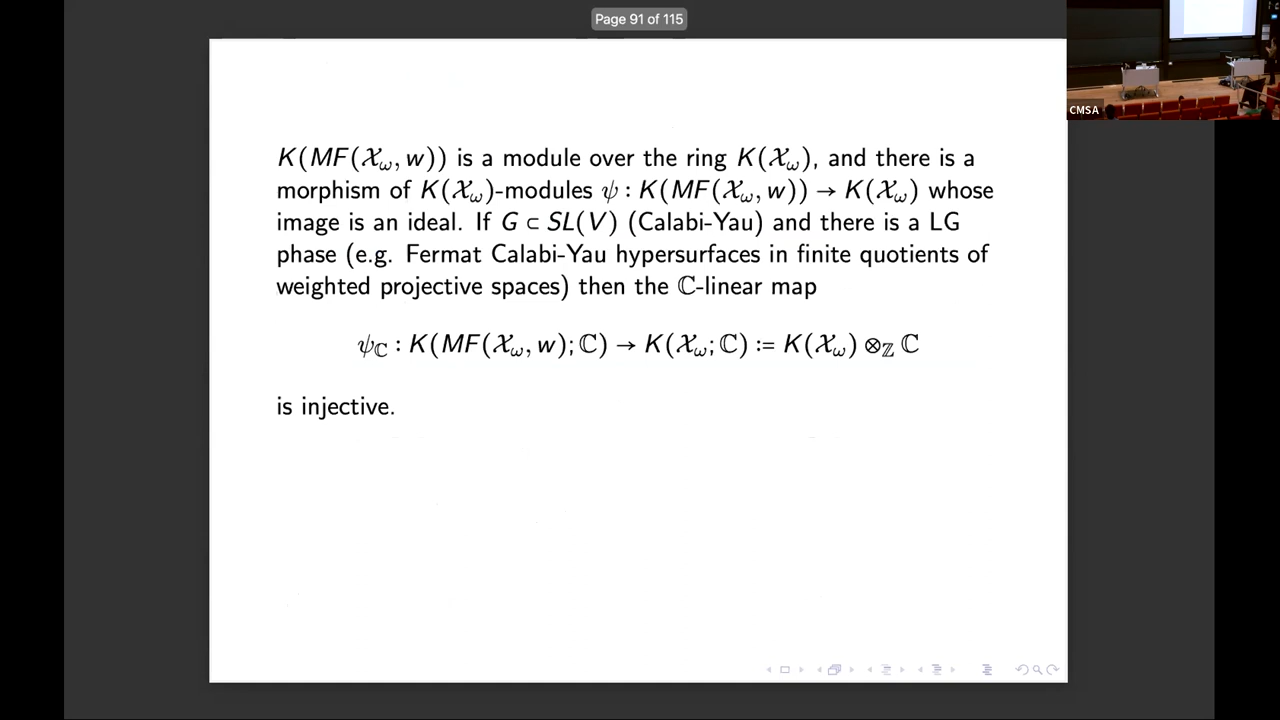 Page 91 of 115
CMSA
K(MF(𝒳_ω, w)) is a module over the ring K(𝒳_ω), and there is a
morphism of K(𝒳_ω)-modules ψ : K(MF(𝒳_ω, w)) → K(𝒳_ω) whose
image is an ideal. If G ⊂ SL(V) (Calabi-Yau) and there is a LG
phase (e.g. Fermat Calabi-Yau hypersurfaces in finite quotients of
weighted projective spaces) then the ℂ-linear map
ψ_ℂ : K(MF(𝒳_ω, w); ℂ) → K(𝒳_ω; ℂ) := K(𝒳_ω) ⊗_ℤ ℂ
is injective.